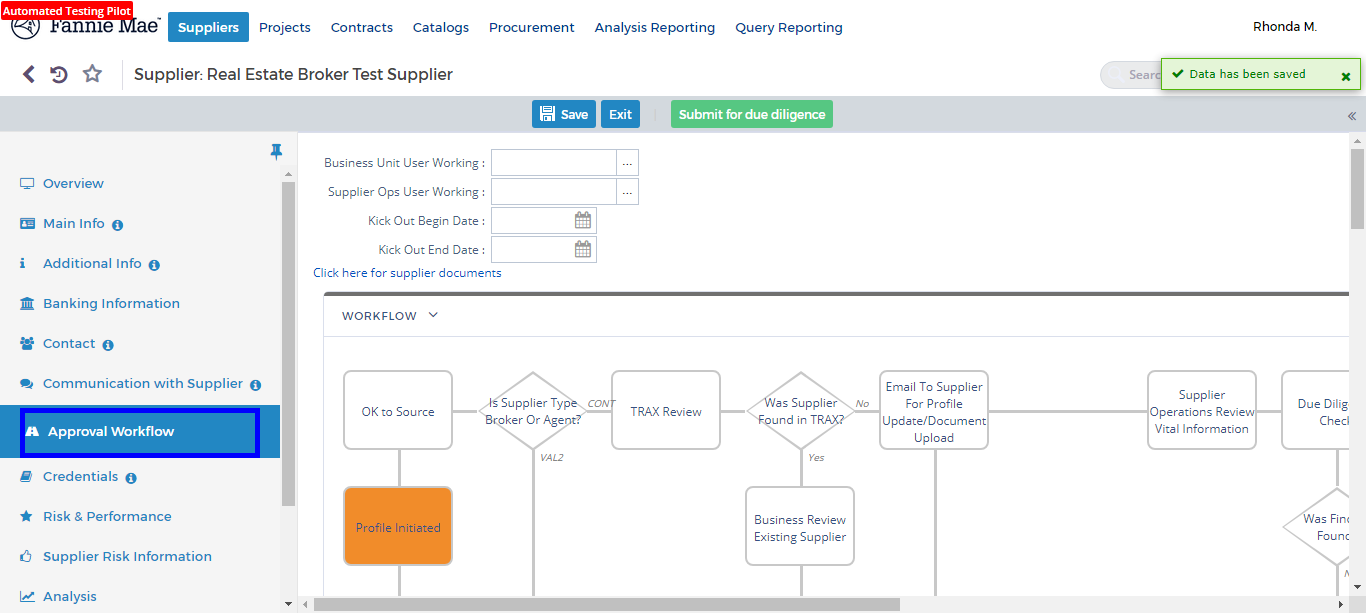 Automated Testing Pilot
Fannie Mae
Suppliers Projects Contracts Catalogs Procurement Analysis Reporting Query Reporting
Rhonda M.
Supplier: Real Estate Broker Test Supplier
Searc
Data has been saved
Save Exit Submit for due diligence
Overview
Main Info
Additional Info
Banking Information
Contact
Communication with Supplier
Approval Workflow
Credentials
Risk & Performance
Supplier Risk Information
Analysis
Business Unit User Working :
...
Supplier Ops User Working :
...
Kick Out Begin Date :
Kick Out End Date :
Click here for supplier documents
WORKFLOW
OK to Source
Is Supplier Type
Broker Or Agent?
CONT
VAL2
TRAX Review
Was Supplier
Found in TRAX?
No
Yes
Email To Supplier
For Profile
Update/Document
Upload
Supplier
Operations Review
Vital Information
Due Dilig
Check
Profile Initiated
Business Review
Existing Supplier
Was Find
Found
N